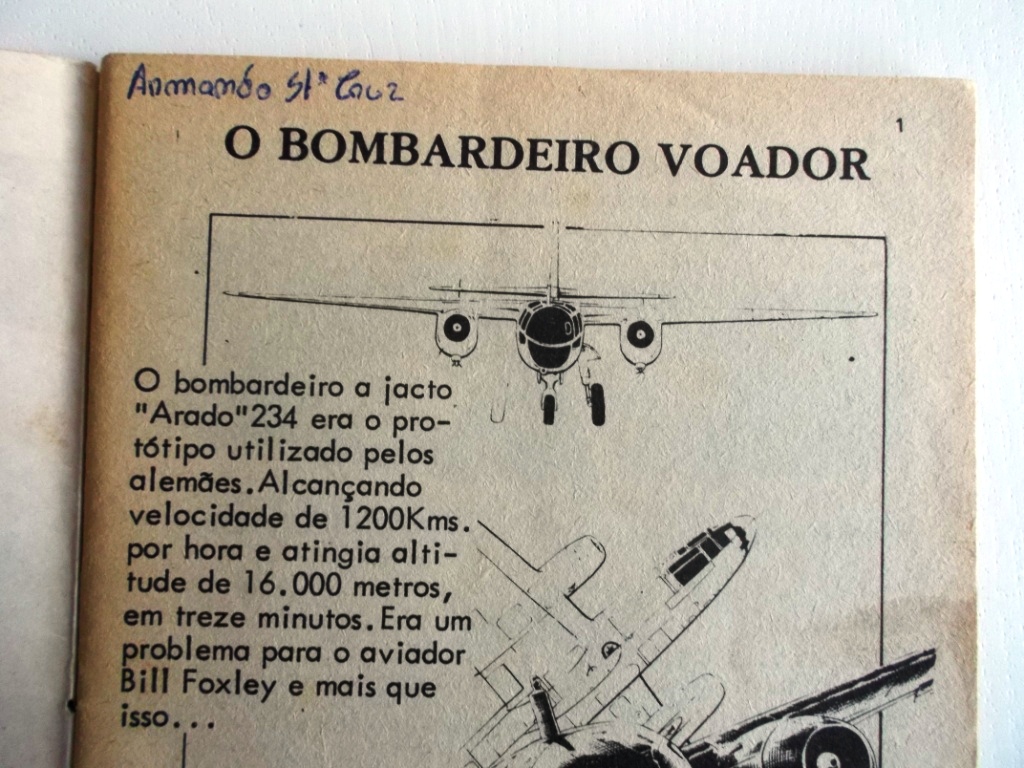 Armando Stª Cruz
1
O BOMBARDEIRO VOADOR
O bombardeiro a jacto
"Arado"234 era o pro-
tótipo utilizado pelos
alemães. Alcançando
velocidade de 1200Kms.
por hora e atingia alti-
tude de 16.000 metros,
em treze minutos. Era um
problema para o aviador
Bill Foxley e mais que
isso...